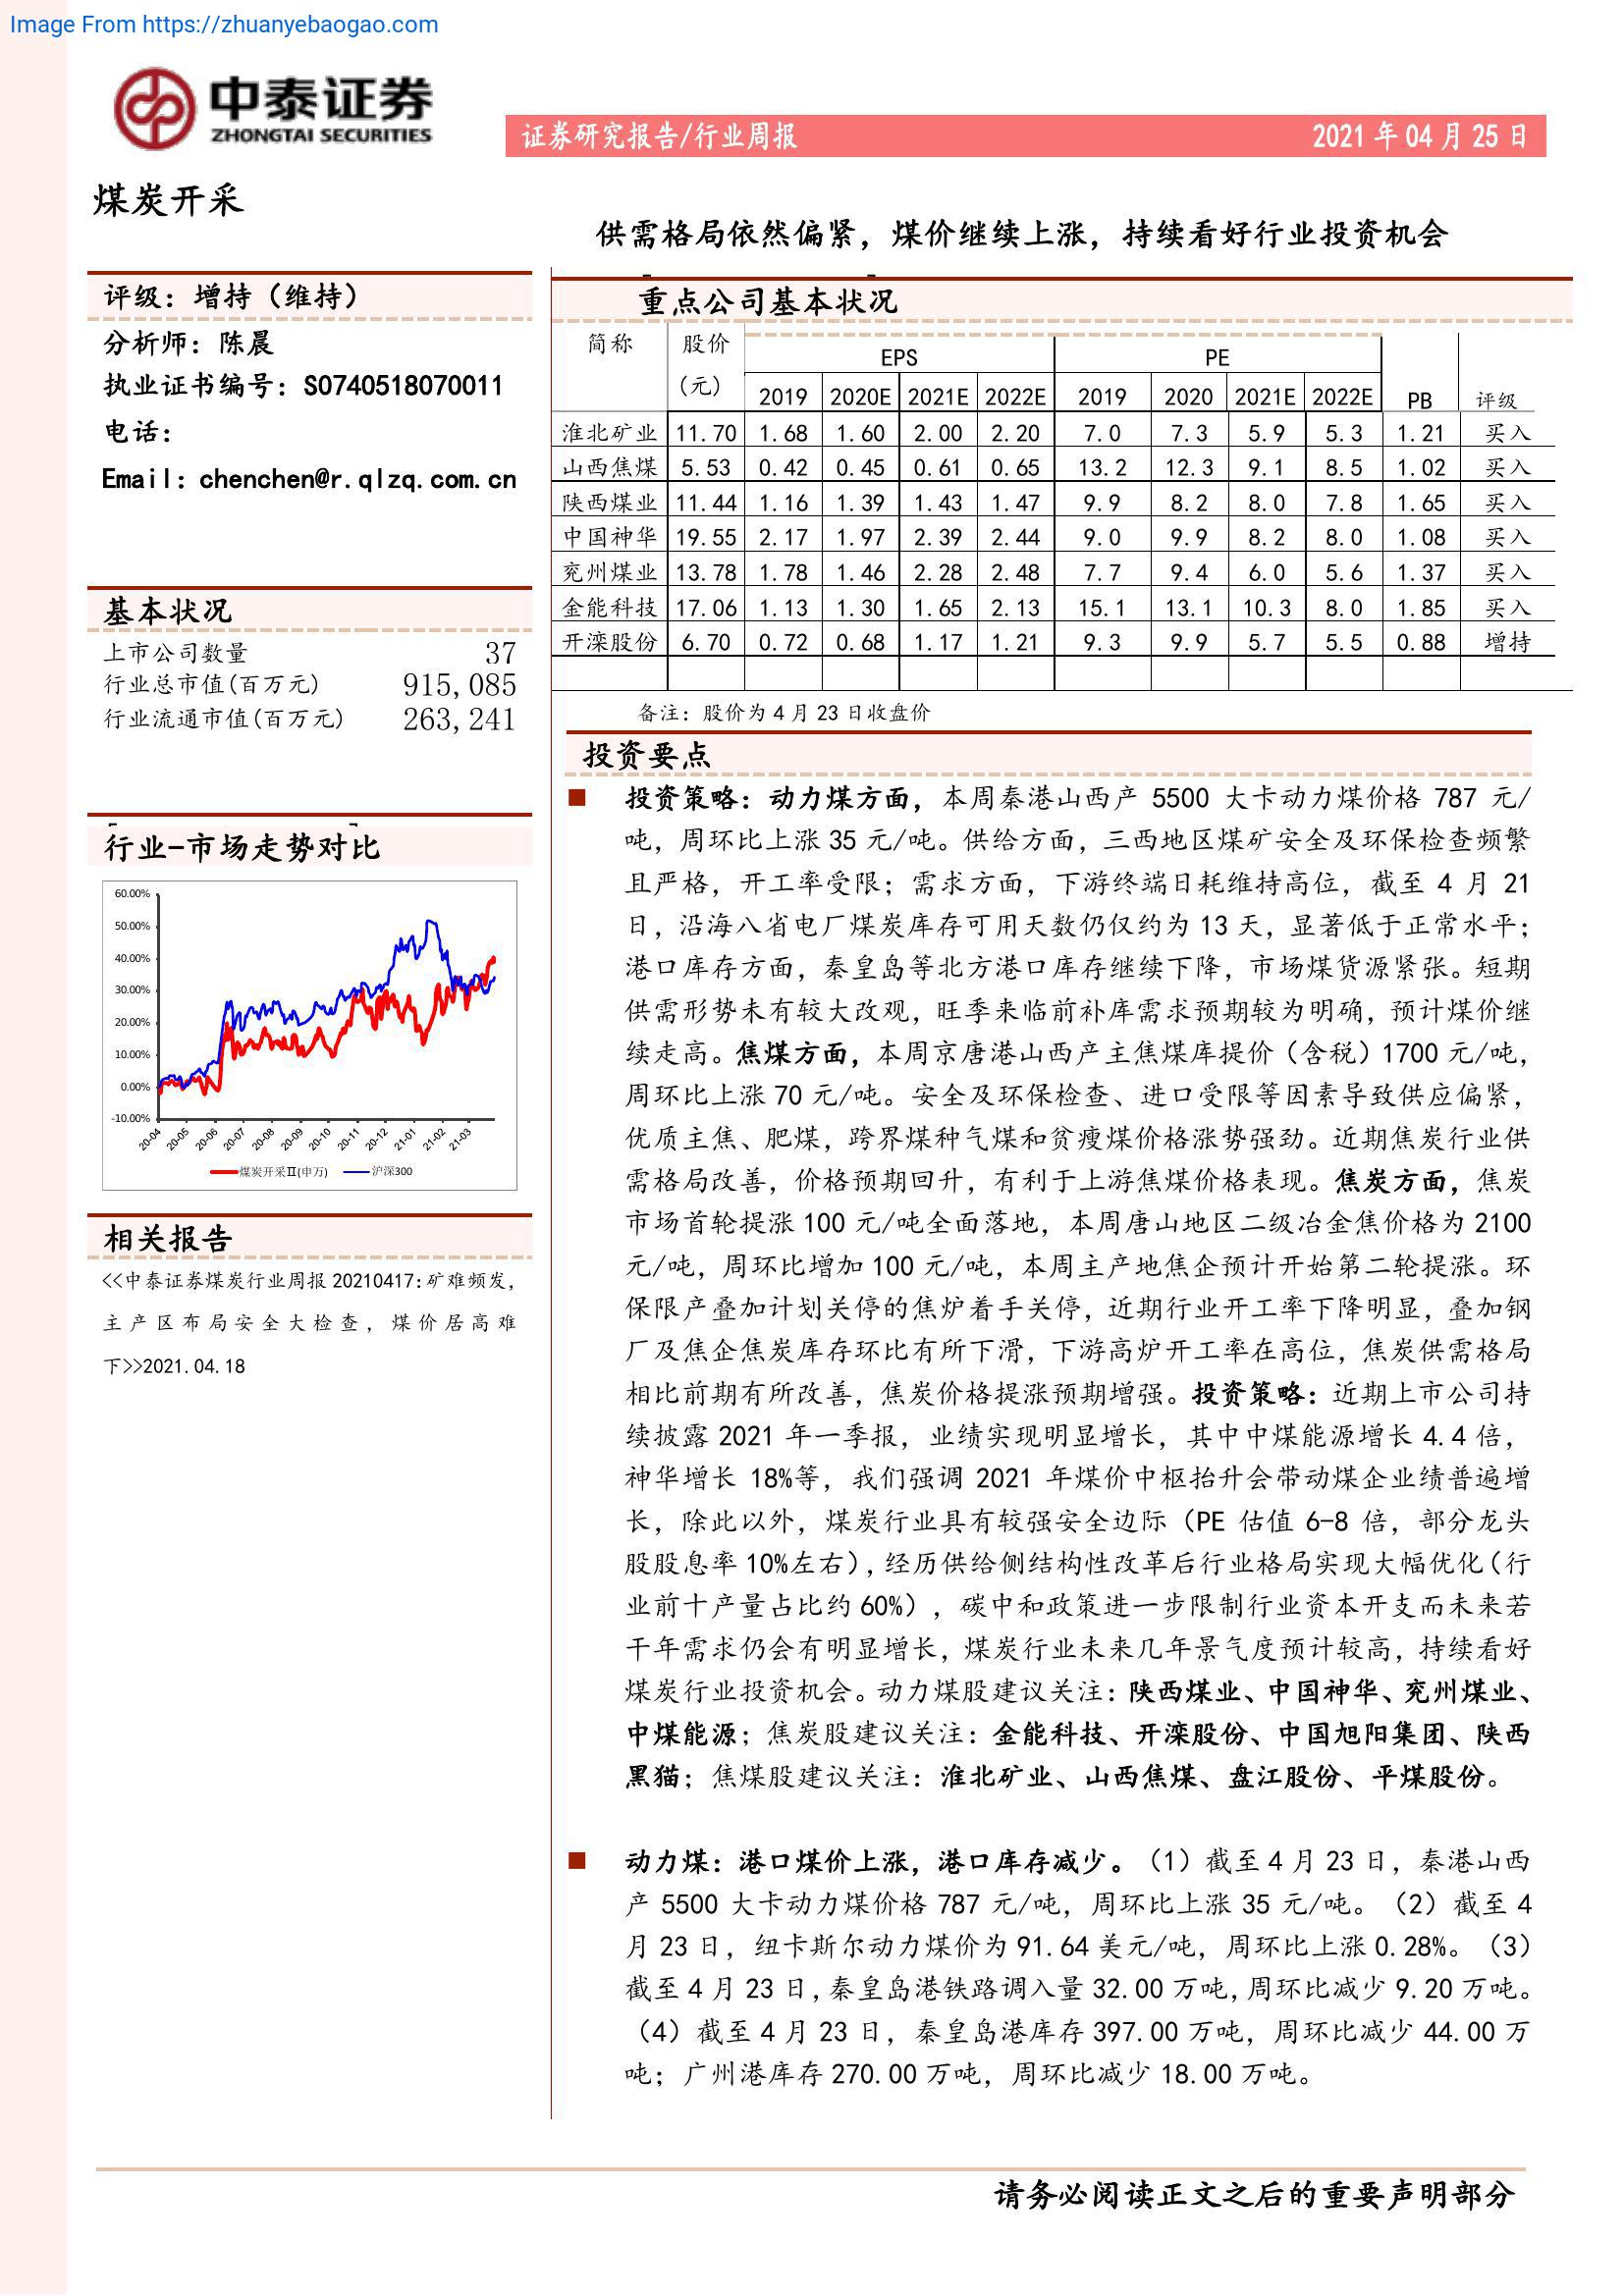 Image From https://zhuanyebaogao.com
中泰证券
ZHONGTAI SECURITIES
证券研究报告/行业周报
2021 年 04 月 25 日
煤炭开采
供需格局依然偏紧，煤价继续上涨，持续看好行业投资机会
评级：增持（维持）
分析师：陈晨
执业证书编号：S0740518070011
电话：
Email：chenchen@r.qlzq.com.cn
基本状况
上市公司数量 37
行业总市值(百万元) 915,085
行业流通市值(百万元) 263,241
行业-市场走势对比
60.00%
50.00%
40.00%
30.00%
20.00%
10.00%
0.00%
-10.00%
20-04 20-05 20-06 20-07 20-08 20-09 20-10 20-11 20-12 21-01 21-02 21-03
煤炭开采II(申万) 沪深300
相关报告
<<中泰证券煤炭行业周报 20210417：矿难频发，
主产区布局安全大检查，煤价居高难
下>>2021.04.18
重点公司基本状况
简称 股价 EPS PE
(元) 2019 2020E 2021E 2022E 2019 2020 2021E 2022E PB 评级
淮北矿业 11.70 1.68 1.60 2.00 2.20 7.0 7.3 5.9 5.3 1.21 买入
山西焦煤 5.53 0.42 0.45 0.61 0.65 13.2 12.3 9.1 8.5 1.02 买入
陕西煤业 11.44 1.16 1.39 1.43 1.47 9.9 8.2 8.0 7.8 1.65 买入
中国神华 19.55 2.17 1.97 2.39 2.44 9.0 9.9 8.2 8.0 1.08 买入
兖州煤业 13.78 1.78 1.46 2.28 2.48 7.7 9.4 6.0 5.6 1.37 买入
金能科技 17.06 1.13 1.30 1.65 2.13 15.1 13.1 10.3 8.0 1.85 买入
开滦股份 6.70 0.72 0.68 1.17 1.21 9.3 9.9 5.7 5.5 0.88 增持
备注：股价为 4 月 23 日收盘价
投资要点
投资策略：动力煤方面，本周秦港山西产 5500 大卡动力煤价格 787 元/
吨，周环比上涨 35 元/吨。供给方面，三西地区煤矿安全及环保检查频繁
且严格，开工率受限；需求方面，下游终端日耗维持高位，截至 4 月 21
日，沿海八省电厂煤炭库存可用天数仍仅约为 13 天，显著低于正常水平；
港口库存方面，秦皇岛等北方港口库存继续下降，市场煤货源紧张。短期
供需形势未有较大改观，旺季来临前补库需求预期较为明确，预计煤价继
续走高。焦煤方面，本周京唐港山西产主焦煤库提价（含税）1700 元/吨，
周环比上涨 70 元/吨。安全及环保检查、进口受限等因素导致供应偏紧，
优质主焦、肥煤，跨界煤种气煤和贫瘦煤价格涨势强劲。近期焦炭行业供
需格局改善，价格预期回升，有利于上游焦煤价格表现。焦炭方面，焦炭
市场首轮提涨 100 元/吨全面落地，本周唐山地区二级冶金焦价格为 2100
元/吨，周环比增加 100 元/吨，本周主产地焦企预计开始第二轮提涨。环
保限产叠加计划关停的焦炉着手关停，近期行业开工率下降明显，叠加钢
厂及焦企焦炭库存环比有所下滑，下游高炉开工率在高位，焦炭供需格局
相比前期有所改善，焦炭价格提涨预期增强。投资策略：近期上市公司持
续披露 2021 年一季报，业绩实现明显增长，其中中煤能源增长 4.4 倍，
神华增长 18%等，我们强调 2021 年煤价中枢抬升会带动煤企业绩普遍增
长，除此以外，煤炭行业具有较强安全边际（PE 估值 6-8 倍，部分龙头
股股息率 10%左右），经历供给侧结构性改革后行业格局实现大幅优化（行
业前十产量占比约 60%），碳中和政策进一步限制行业资本开支而未来若
干年需求仍会有明显增长，煤炭行业未来几年景气度预计较高，持续看好
煤炭行业投资机会。动力煤股建议关注：陕西煤业、中国神华、兖州煤业、
中煤能源；焦炭股建议关注：金能科技、开滦股份、中国旭阳集团、陕西
黑猫；焦煤股建议关注：淮北矿业、山西焦煤、盘江股份、平煤股份。
动力煤：港口煤价上涨，港口库存减少。（1）截至 4 月 23 日，秦港山西
产 5500 大卡动力煤价格 787 元/吨，周环比上涨 35 元/吨。（2）截至 4
月 23 日，纽卡斯尔动力煤价为 91.64 美元/吨，周环比上涨 0.28%。（3）
截至 4 月 23 日，秦皇岛港铁路调入量 32.00 万吨，周环比减少 9.20 万吨。
（4）截至 4 月 23 日，秦皇岛港库存 397.00 万吨，周环比减少 44.00 万
吨；广州港库存 270.00 万吨，周环比减少 18.00 万吨。
请务必阅读正文之后的重要声明部分